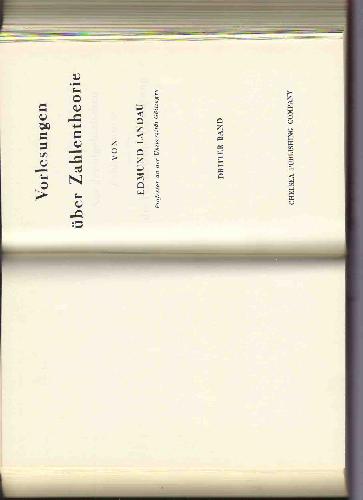 Vorlesungen
über Zahlentheorie
VON
EDMUND LANDAU
Professor an der Universität Göttingen
DRITTER BAND
CHELSEA PUBLISHING COMPANY